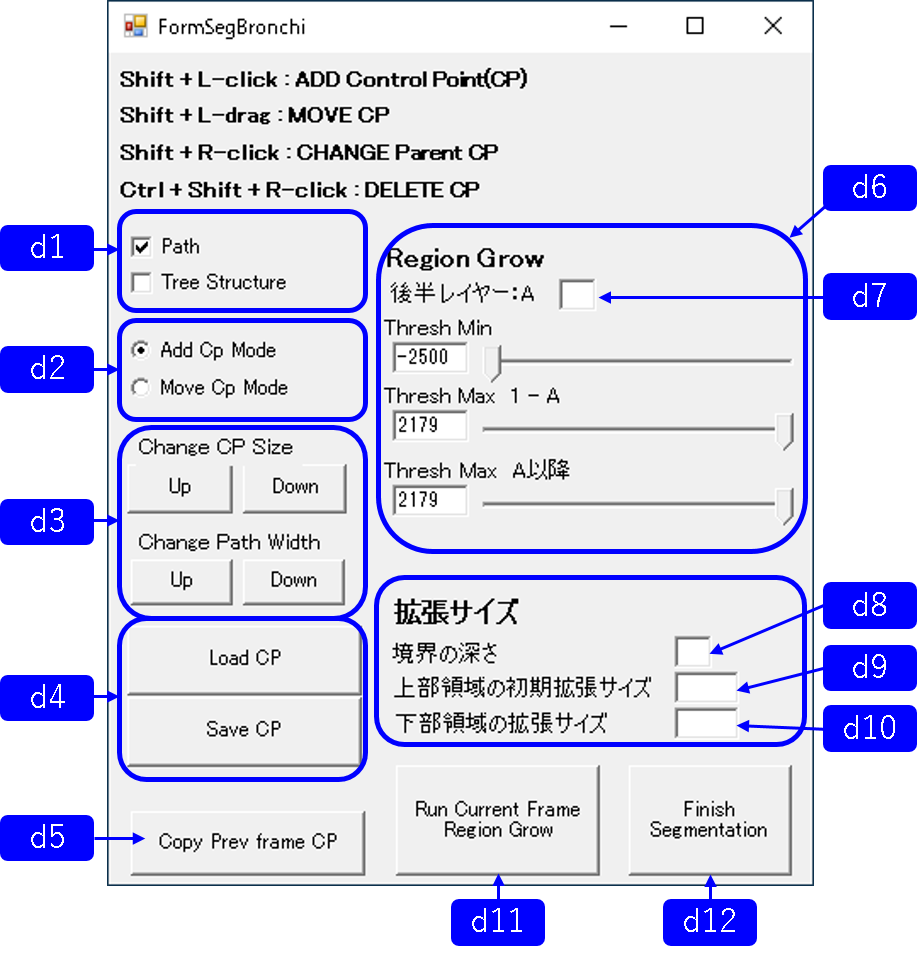 FormSegBronchi
Shift + L-click : ADD Control Point(CP)
Shift + L-drag : MOVE CP
Shift + R-click : CHANGE Parent CP
Ctrl + Shift + R-click : DELETE CP
d1
Path
Tree Structure
d2
Add Cp Mode
Move Cp Mode
d3
Change CP Size
Up
Down
Change Path Width
Up
Down
d4
Load CP
Save CP
d5
Copy Prev frame CP
d6
Region Grow
後半レイヤー:A
d7
Thresh Min
-2500
Thresh Max 1 - A
2179
Thresh Max A以降
2179
拡張サイズ
境界の深さ
d8
上部領域の初期拡張サイズ
d9
下部領域の拡張サイズ
d10
Run Current Frame
Region Grow
d11
Finish
Segmentation
d12